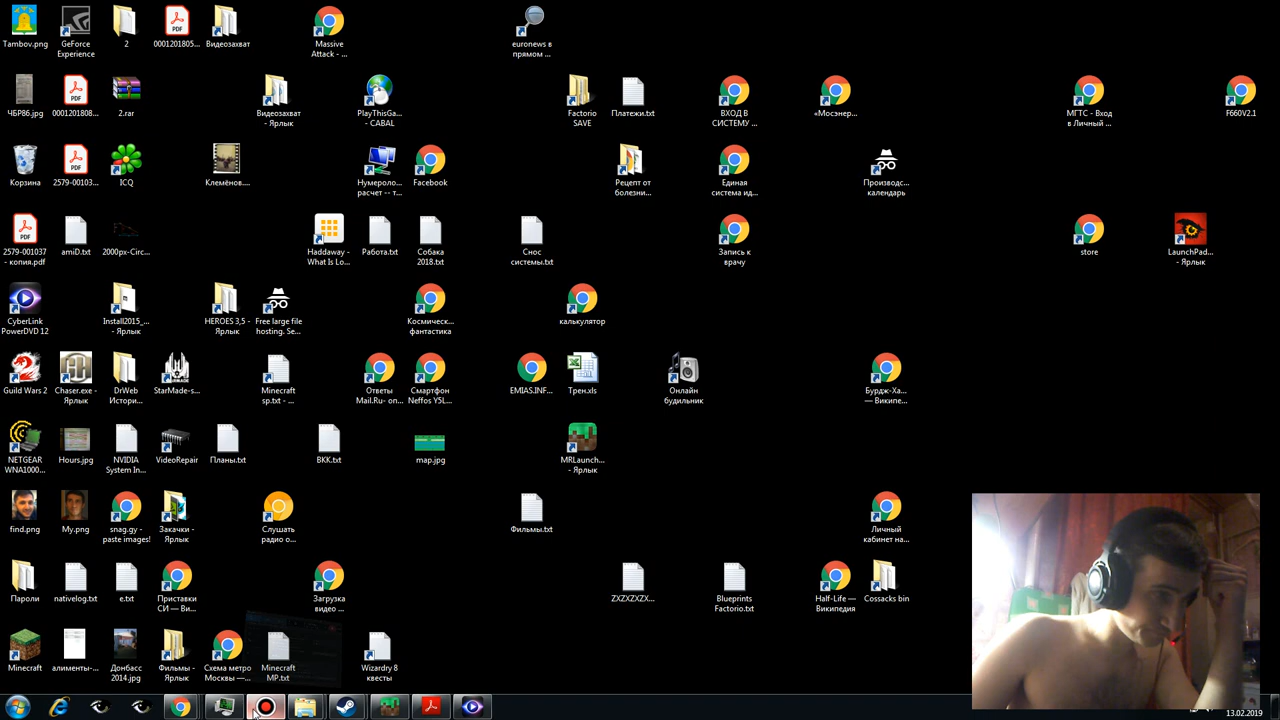 Tambov.png
GeForce
Experience
2
0001201805...
Видеозахват
Massive
Attack - ...
euronews в
прямом ...
ЧБР86.jpg
0001201808...
2.rar
Видеозахват
- Ярлык
PlayThisGa...
- CABAL
Factorio
SAVE
Платежи.txt
ВХОД В
СИСТЕМУ ...
«Мосэнер...
МГТС - Вход
в Личный ...
F660V2.1
Корзина
2579-00103...
ICQ
Клемёнов....
Нумероло...
расчет -- т...
Facebook
Рецепт от
болезни...
Единая
система ид...
Производс...
календарь
2579-001037
- копия.pdf
amiD.txt
2000px-Circ...
Haddaway -
What Is Lo...
Работа.txt
Собака
2018.txt
Снос
системы.txt
Запись к
врачу
store
LaunchPad...
- Ярлык
CyberLink
PowerDVD 12
Install2015_...
- Ярлык
HEROES 3,5 -
Ярлык
Free large file
hosting. Se...
Космическ...
фантастика
калькулятор
Guild Wars 2
Chaser.exe -
Ярлык
DrWeb
Истори...
StarMade-s...
Minecraft
sp.txt - ...
Ответы
Mail.Ru- on...
Смартфон
Neffos Y5L...
EMIAS.INF...
Трен.xls
Онлайн
будильник
Бурдж-Ха...
— Википе...
NETGEAR
WNA1000...
Hours.jpg
NVIDIA
System In...
VideoRepair
Планы.txt
ВКК.txt
map.jpg
MRLaunch...
- Ярлык
find.png
My.png
snag.gy -
paste images!
Закачки -
Ярлык
Слушать
радио о...
Фильмы.txt
Личный
кабинет на...
Пароли
nativelog.txt
e.txt
Приставки
СИ — Ви...
Загрузка
видео ...
ZXZXZXZX...
Blueprints
Factorio.txt
Half-Life —
Википедия
Cossacks bin
Minecraft
алименты-...
Донбасс
2014.jpg
Фильмы -
Ярлык
Схема метро
Москвы —...
Minecraft
MP.txt
Wizardry 8
квесты
13.02.2019